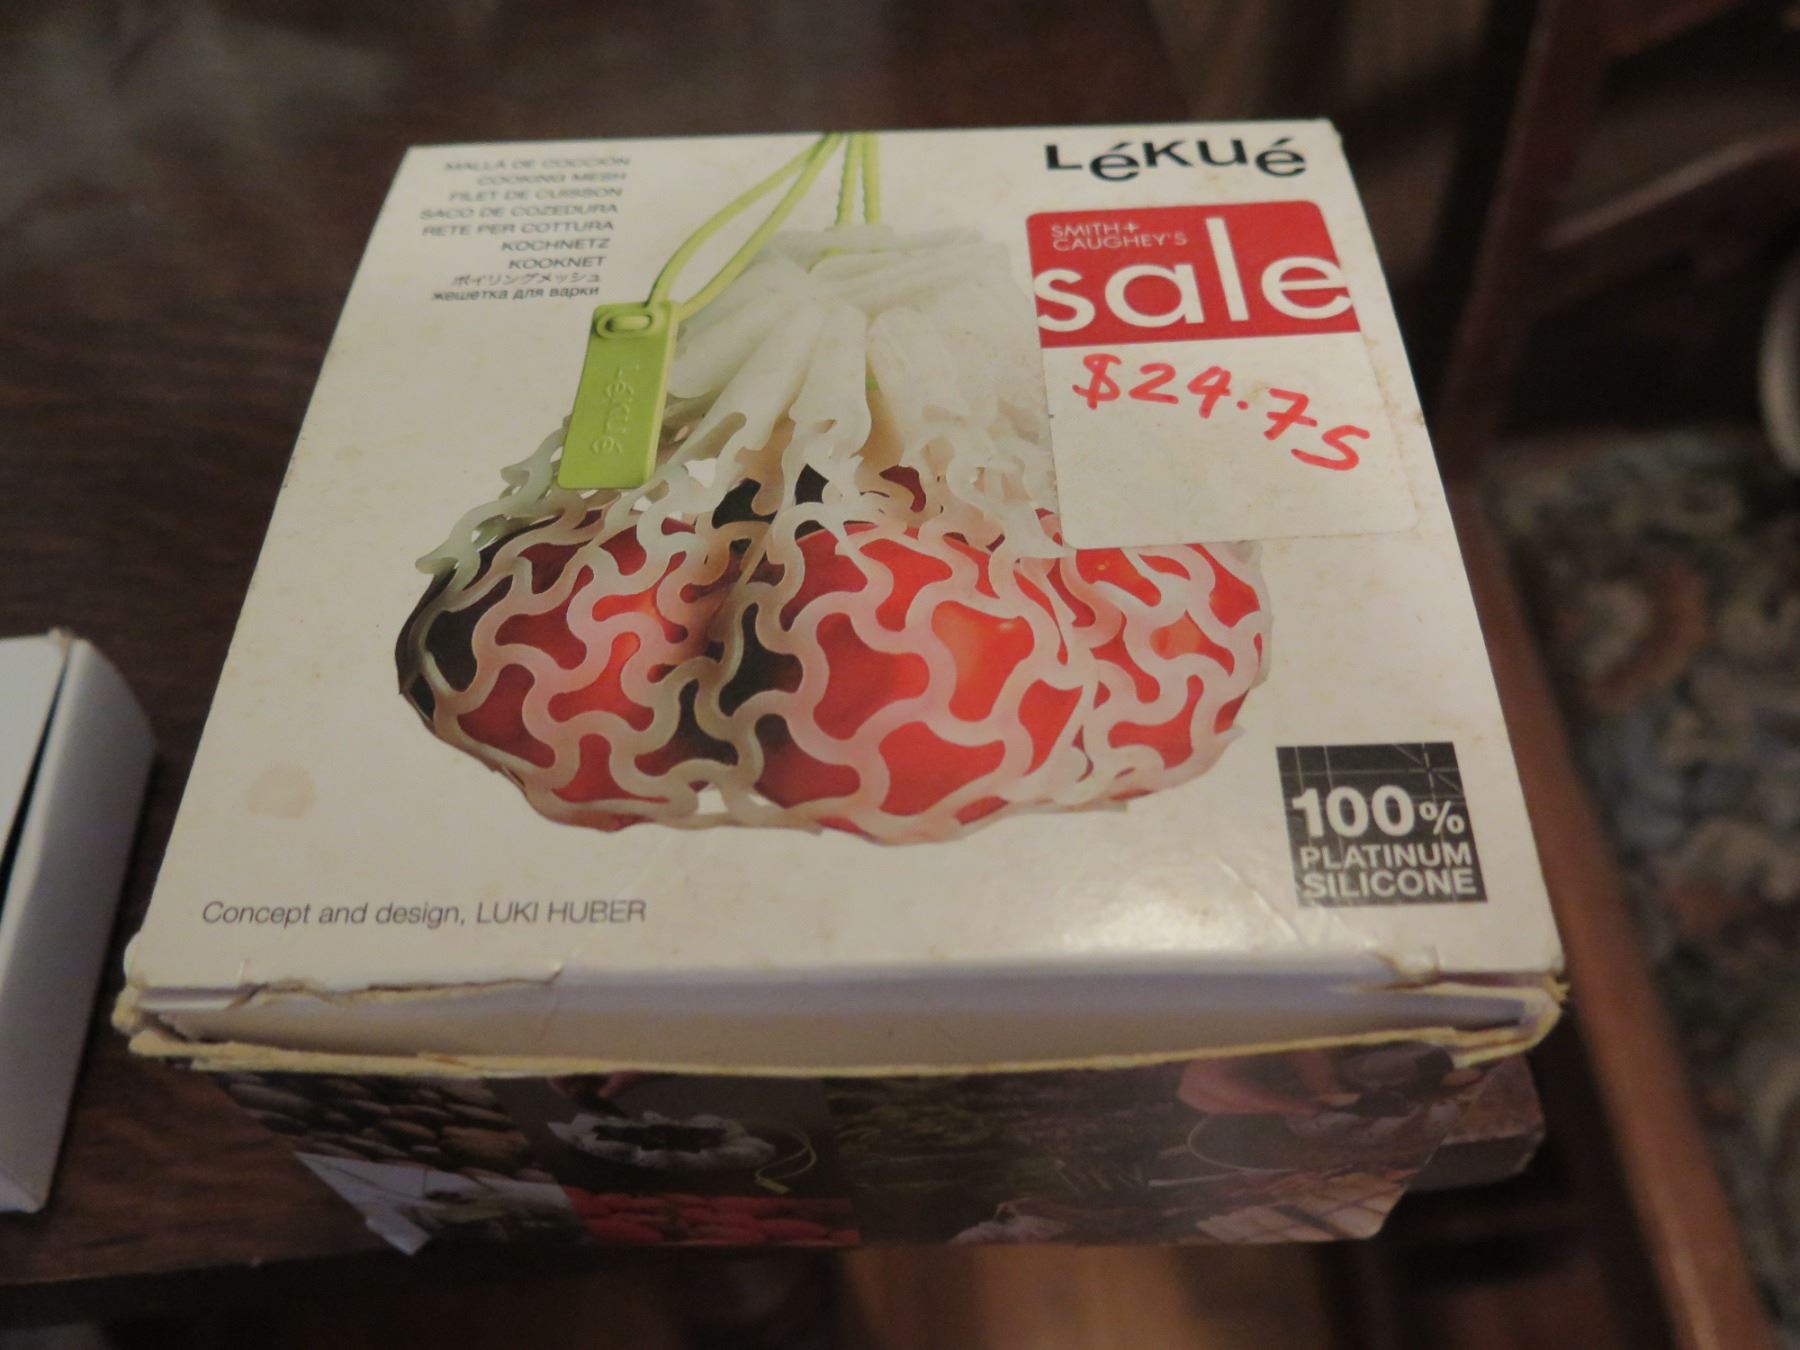 MALLA DE COCCIÓN
COOKING MESH
FILET DE CUISSON
SACO DE COZEDURA
RETE PER COTTURA
KOCHNETZ
KOOKNET
ボイリングメッシュ
жешетка для варки
Lékué
SMITH+
CAUGHEY'S
sale
$24.75
Lékué
100%
PLATINUM
SILICONE
Concept and design, LUKI HUBER